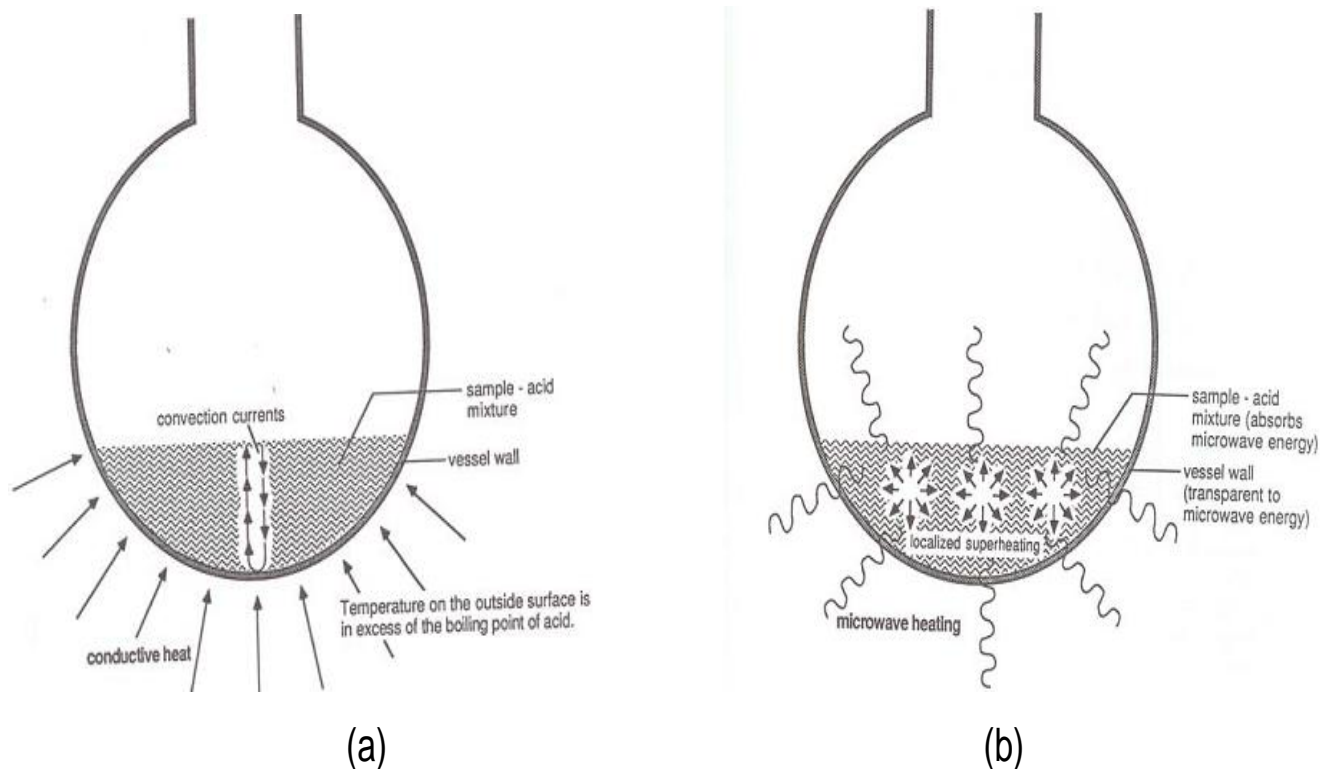 convection currents
sample - acid
mixture
vessel wall
Temperature on the outside surface is
in excess of the boiling point of acid.
conductive heat
(a)
sample - acid
mixture (absorbs
microwave energy)
vessel wall
(transparent to
microwave energy)
localized superheating
microwave heating
(b)